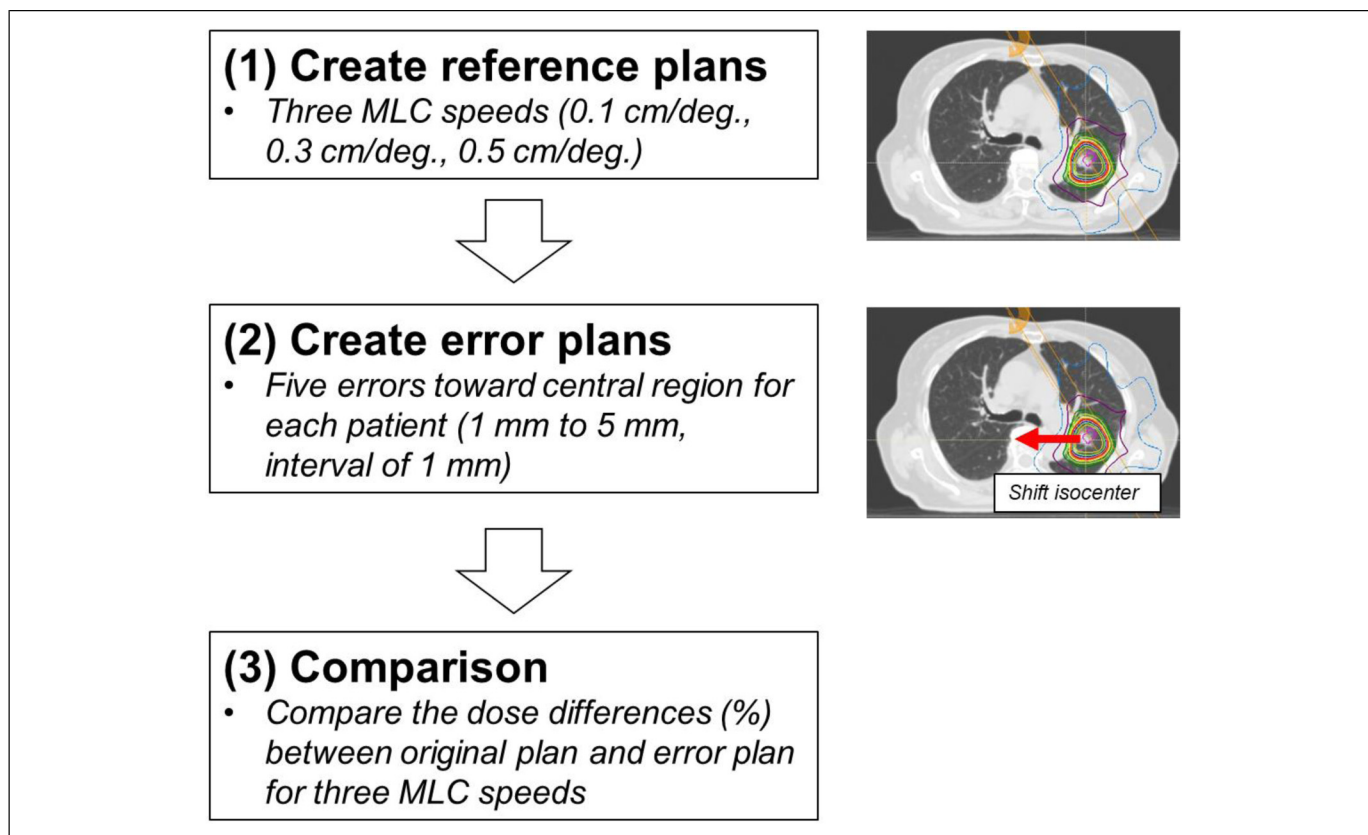 (1) Create reference plans
• Three MLC speeds (0.1 cm/deg.,
0.3 cm/deg., 0.5 cm/deg.)
(2) Create error plans
• Five errors toward central region for
each patient (1 mm to 5 mm,
interval of 1 mm)
Shift isocenter
(3) Comparison
• Compare the dose differences (%)
between original plan and error plan
for three MLC speeds